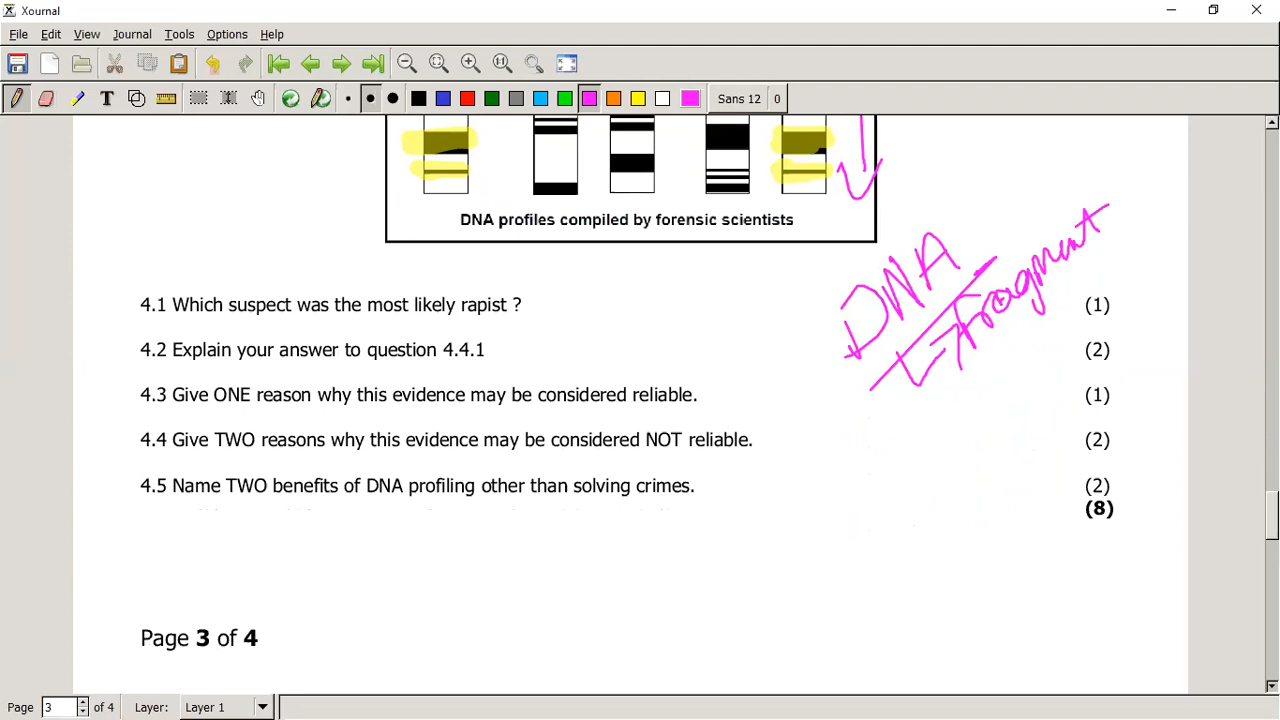 Xournal
File Edit View Journal Tools Options Help
Sans 12 0
DNA profiles compiled by forensic scientists
DNA
fragment
4.1 Which suspect was the most likely rapist ? (1)
4.2 Explain your answer to question 4.4.1 (2)
4.3 Give ONE reason why this evidence may be considered reliable. (1)
4.4 Give TWO reasons why this evidence may be considered NOT reliable. (2)
4.5 Name TWO benefits of DNA profiling other than solving crimes. (2)
(8)
Page 3 of 4
Page 3 of 4 Layer: Layer 1